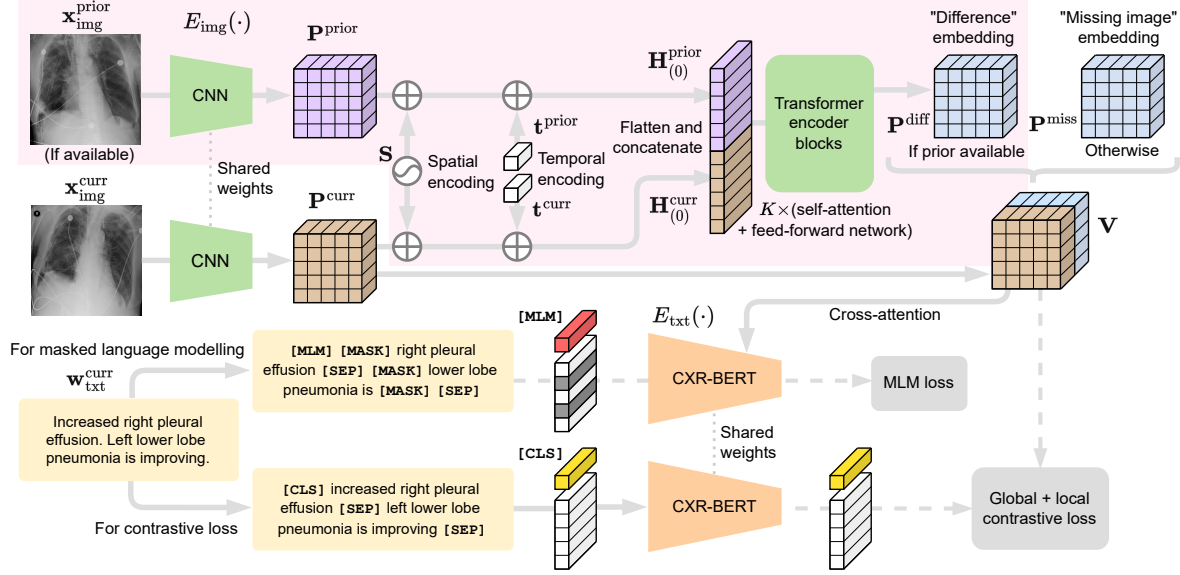 x_img^prior
E_img(·)
P^prior
H_(0)^prior
"Difference"
embedding
"Missing image"
embedding
CNN
Transformer
encoder
blocks
(If available)
t^prior
Flatten and
concatenate
P^diff
P^miss
If prior available
Otherwise
Shared
weights
S
Spatial
encoding
Temporal
encoding
x_img^curr
P^curr
t^curr
H_(0)^curr
K×(self-attention
+ feed-forward network)
V
CNN
Cross-attention
For masked language modelling
w_txt^curr
[MLM] [MASK] right pleural
effusion [SEP] [MASK] lower lobe
pneumonia is [MASK] [SEP]
[MLM]
E_txt(·)
CXR-BERT
MLM loss
Increased right pleural
effusion. Left lower lobe
pneumonia is improving.
Shared
weights
For contrastive loss
[CLS] increased right pleural
effusion [SEP] left lower lobe
pneumonia is improving [SEP]
[CLS]
CXR-BERT
Global + local
contrastive loss